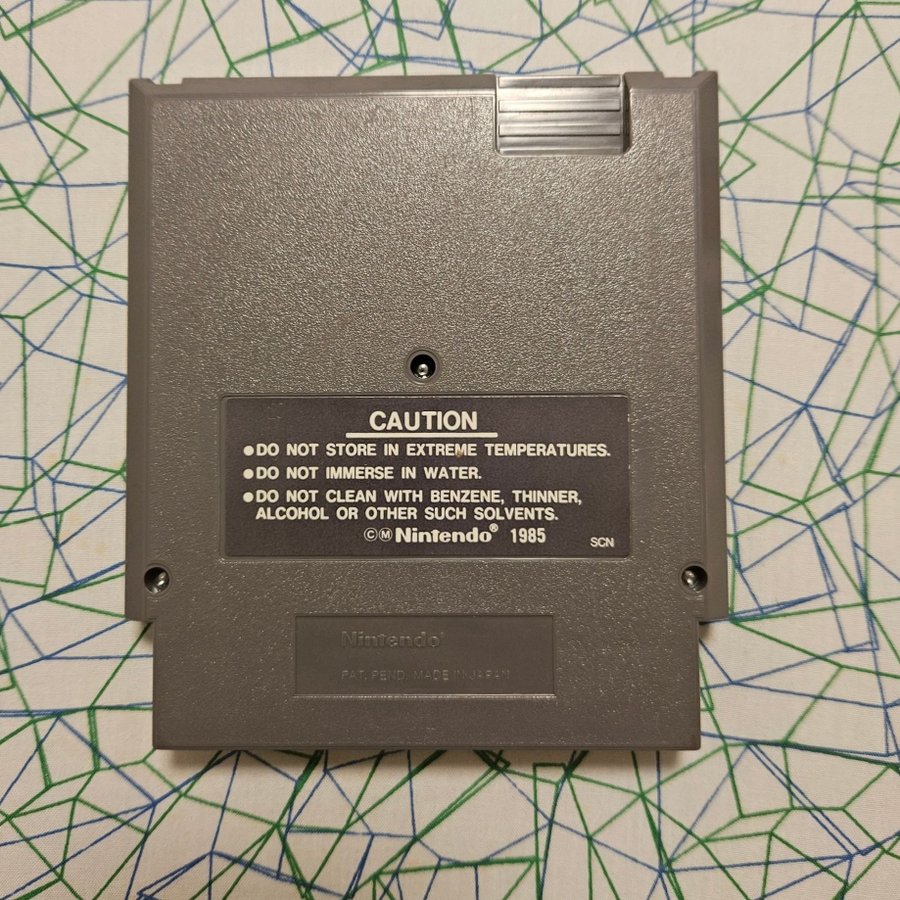 CAUTION
●DO NOT STORE IN EXTREME TEMPERATURES.
●DO NOT IMMERSE IN WATER.
●DO NOT CLEAN WITH BENZENE, THINNER,
ALCOHOL OR OTHER SUCH SOLVENTS.
ⒸⓂNintendo® 1985
SCN
Nintendo®
PAT. PEND. MADE IN JAPAN